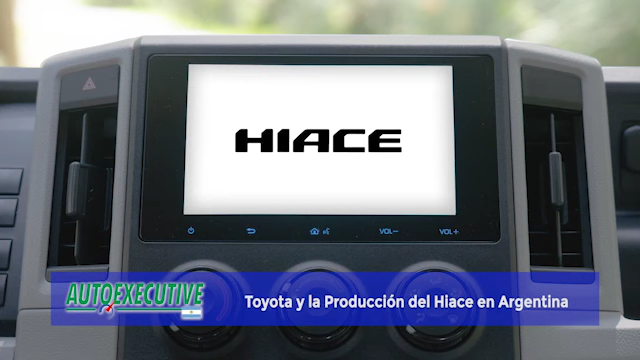 HIACE
VOL-
VOL+
AUTOEXECUTIVE
Toyota y la Producción del Hiace en Argentina